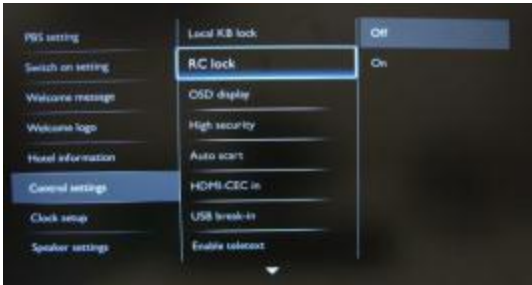 PBS setting
Switch on setting
Welcome message
Welcome logo
Hotel information
Control settings
Clock setup
Speaker settings
Local KB lock
RC lock
OSD display
High security
Auto scart
HDMI-CEC in
USB break-in
Enable teletext
Off
On